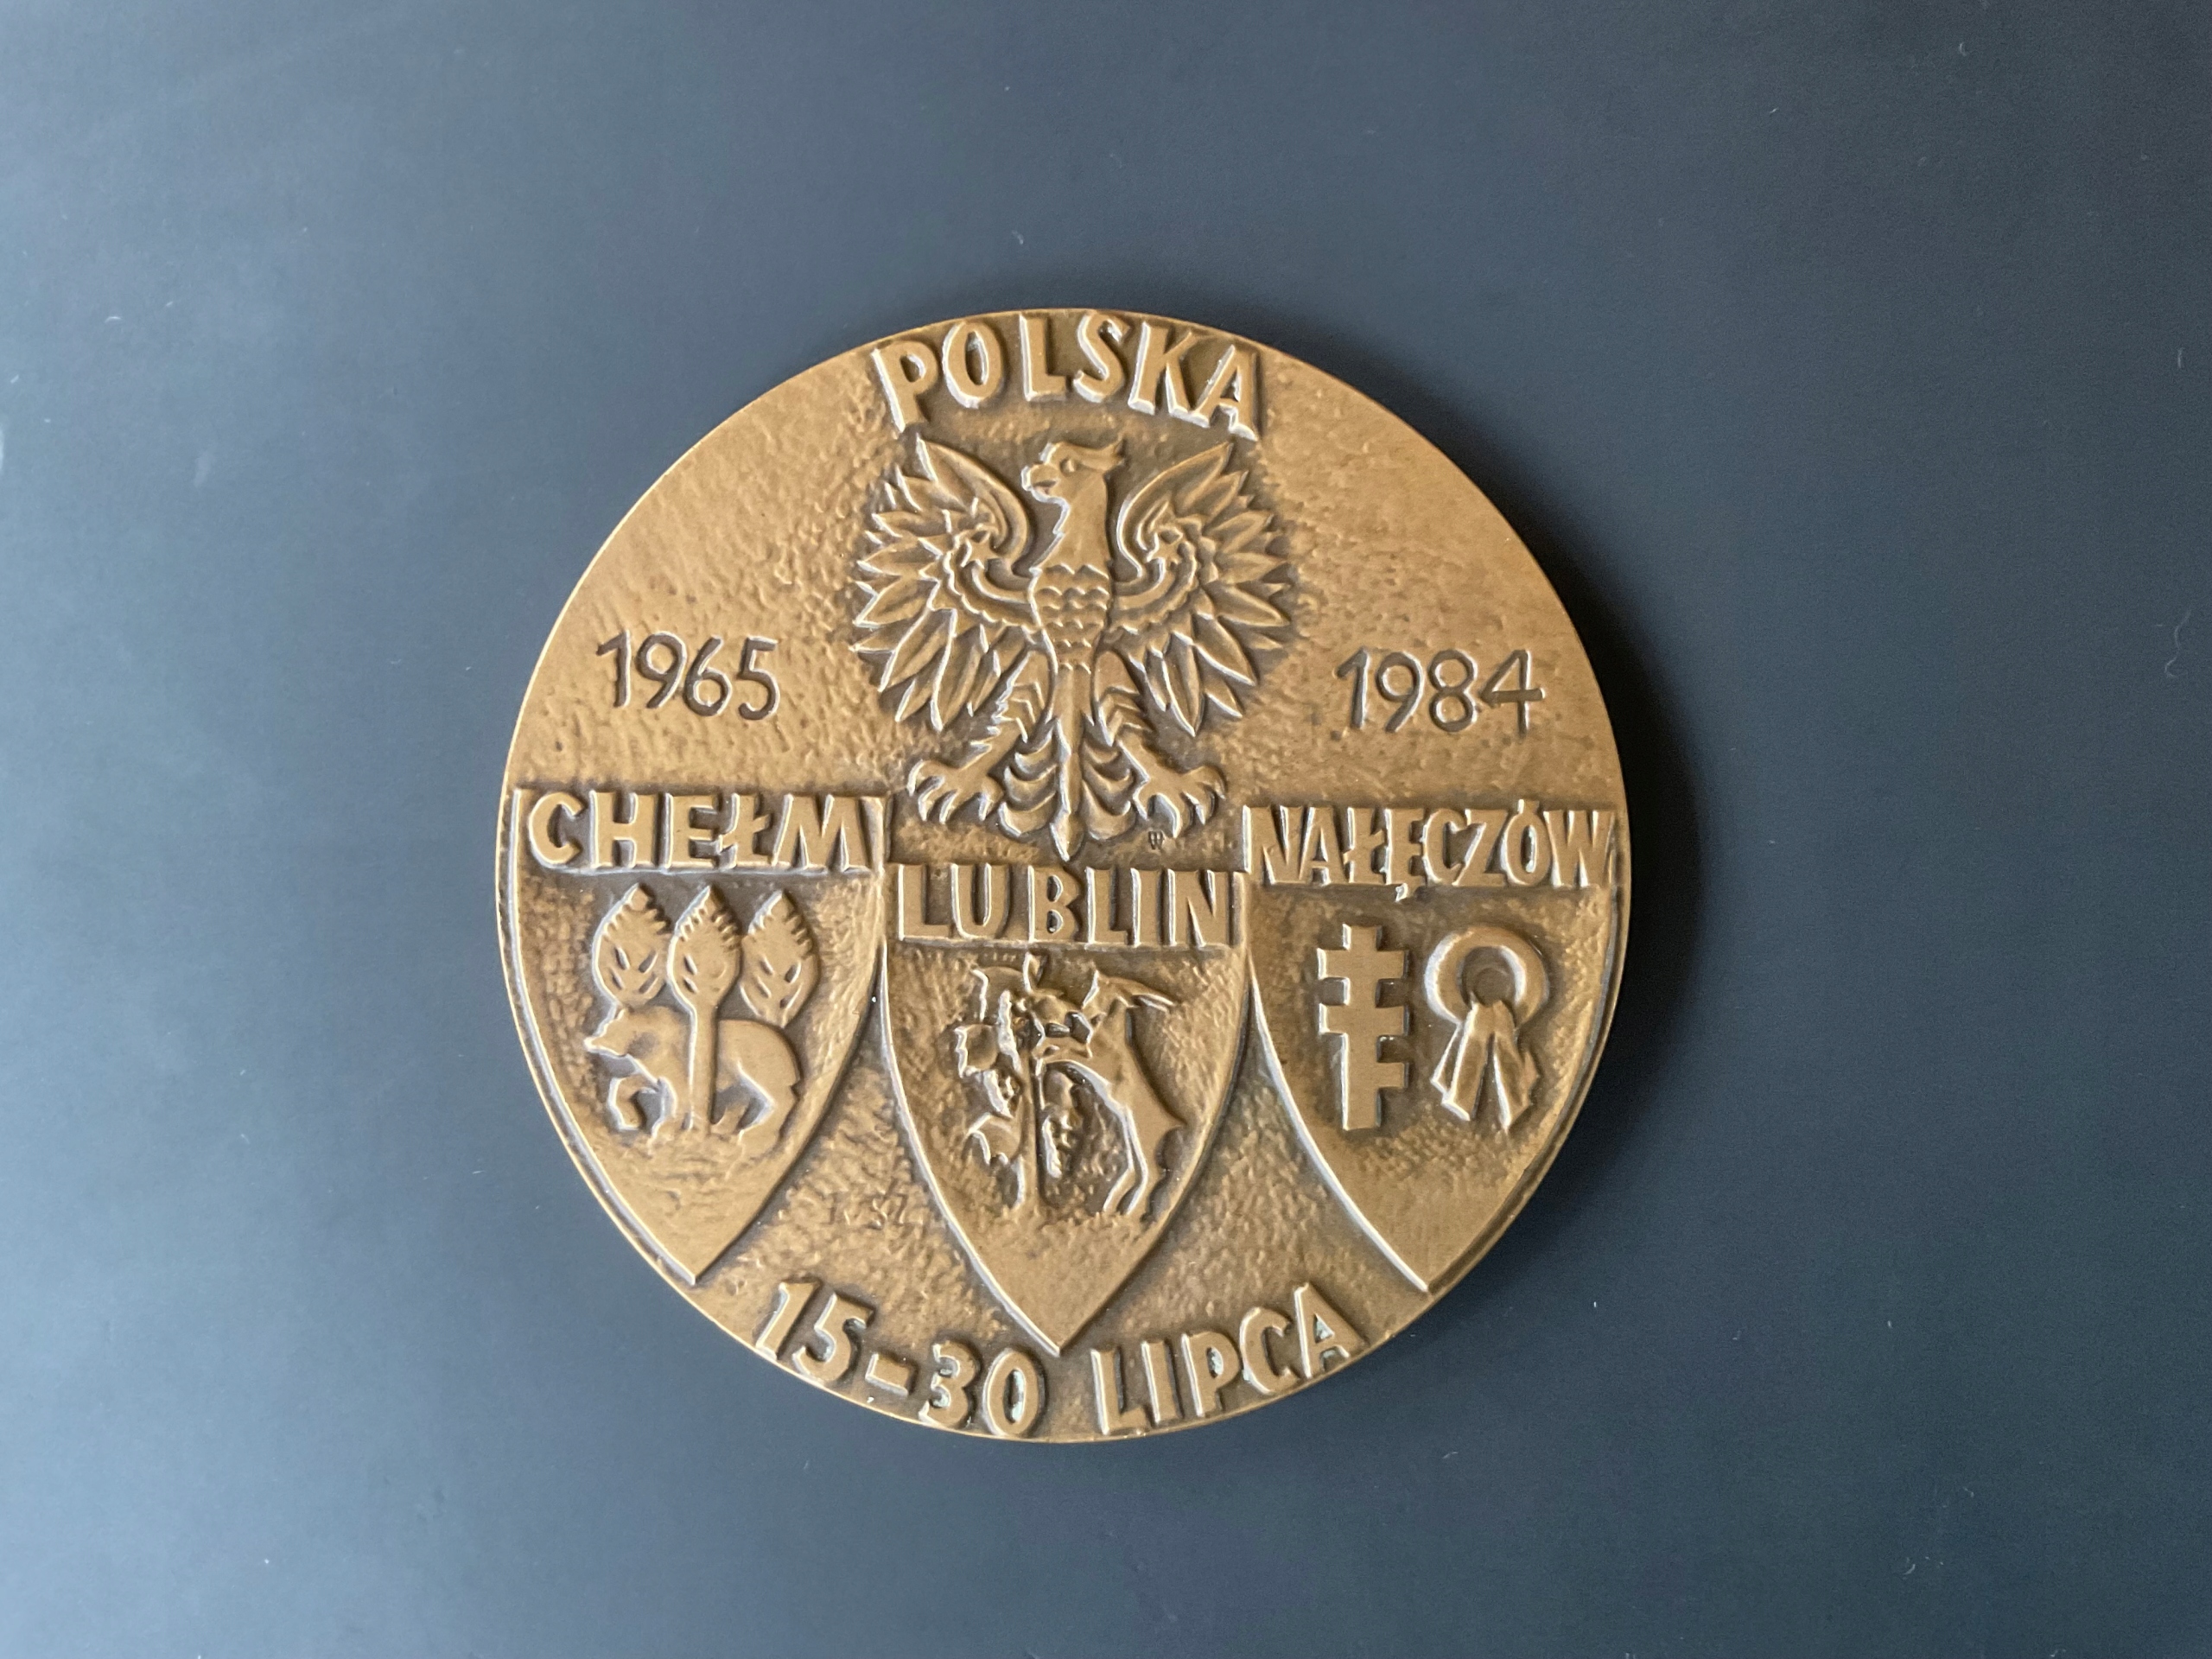 POLSKA
1965
1984
CHEŁM
LUBLIN
NAŁĘCZÓW
15-30 LIPCA